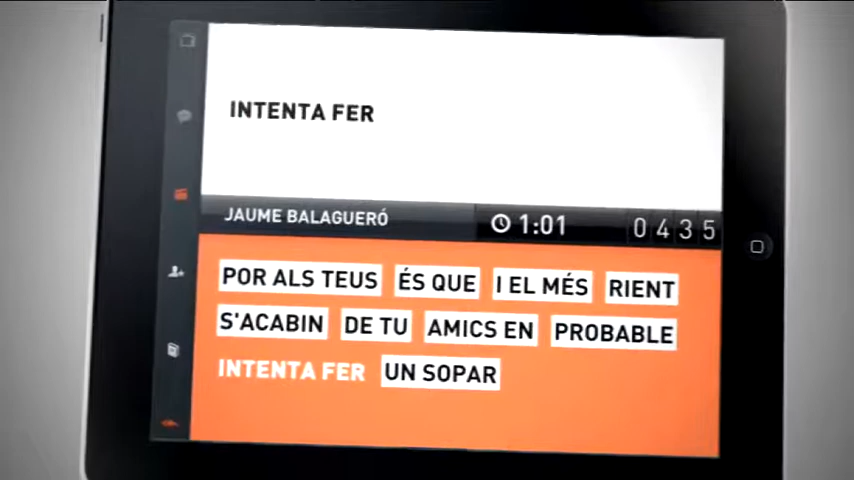 INTENTA FER
JAUME BALAGUERÓ 1:01 0435
POR ALS TEUS ÉS QUE I EL MÉS RIENT
S'ACABIN DE TU AMICS EN PROBABLE
INTENTA FER UN SOPAR